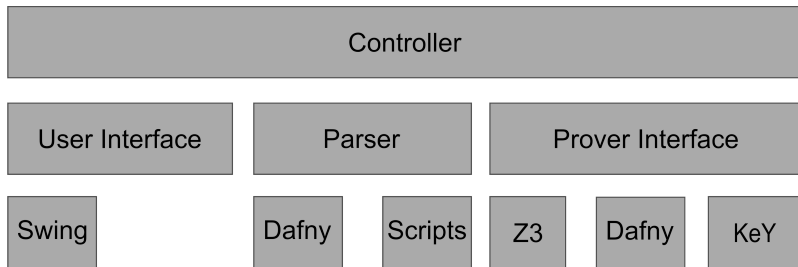 Controller
User Interface
Parser
Prover Interface
Swing
Dafny
Scripts
Z3
Dafny
KeY